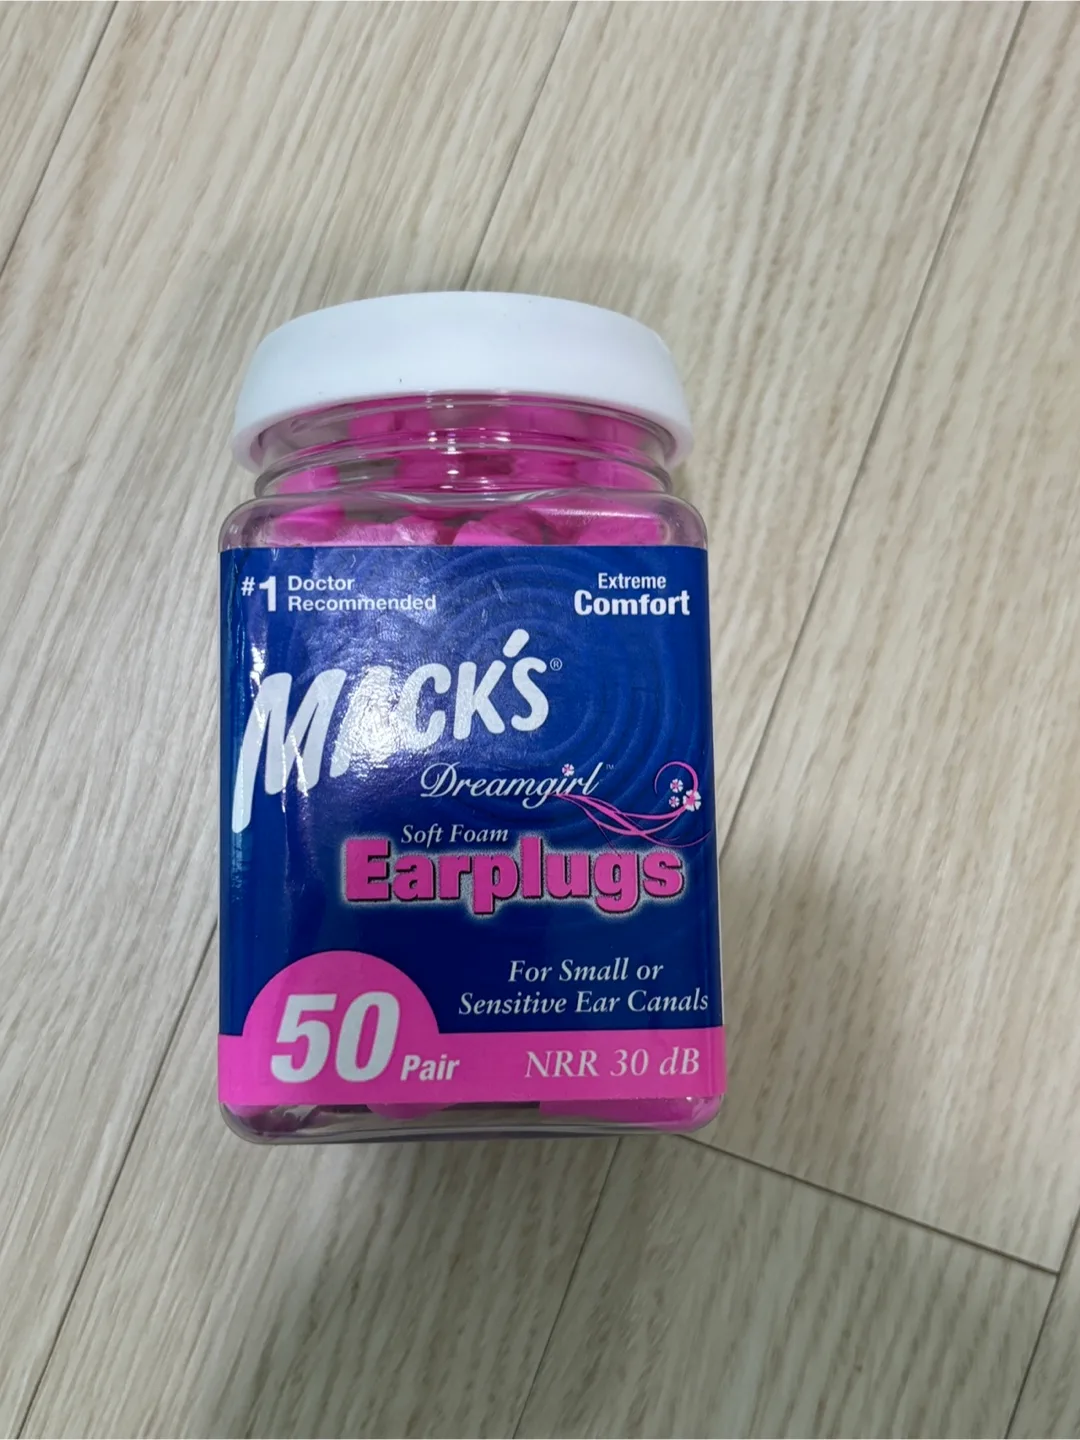 #1 Doctor
Recommended
Extreme
Comfort
MACK'S®
Dreamgirl™
Soft Foam
Earplugs
For Small or
Sensitive Ear Canals
50 Pair
NRR 30 dB